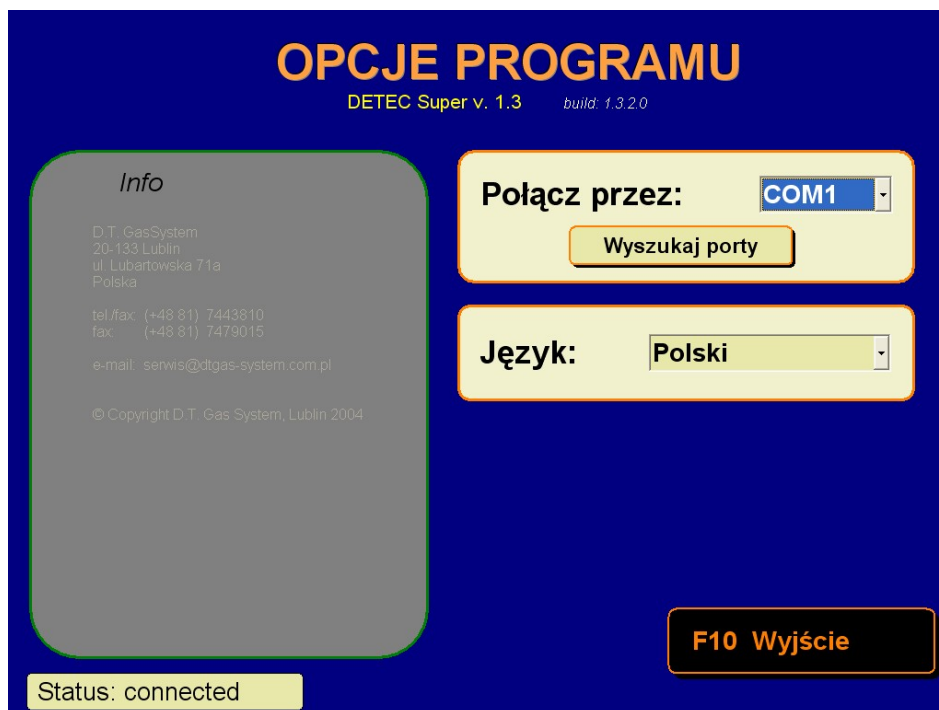 OPCJE PROGRAMU
DETEC Super v. 1.3 build: 1.3.2.0
Info
D.T. GasSystem
20-133 Lublin
ul. Lubartowska 71a
Polska
tel./fax: (+48 81) 7443810
fax: (+48 81) 7479015
e-mail: serwis@dtgas-system.com.pl
© Copyright D.T. Gas System, Lublin 2004
Połącz przez: COM1
Wyszukaj porty
Język: Polski
F10 Wyjście
Status: connected